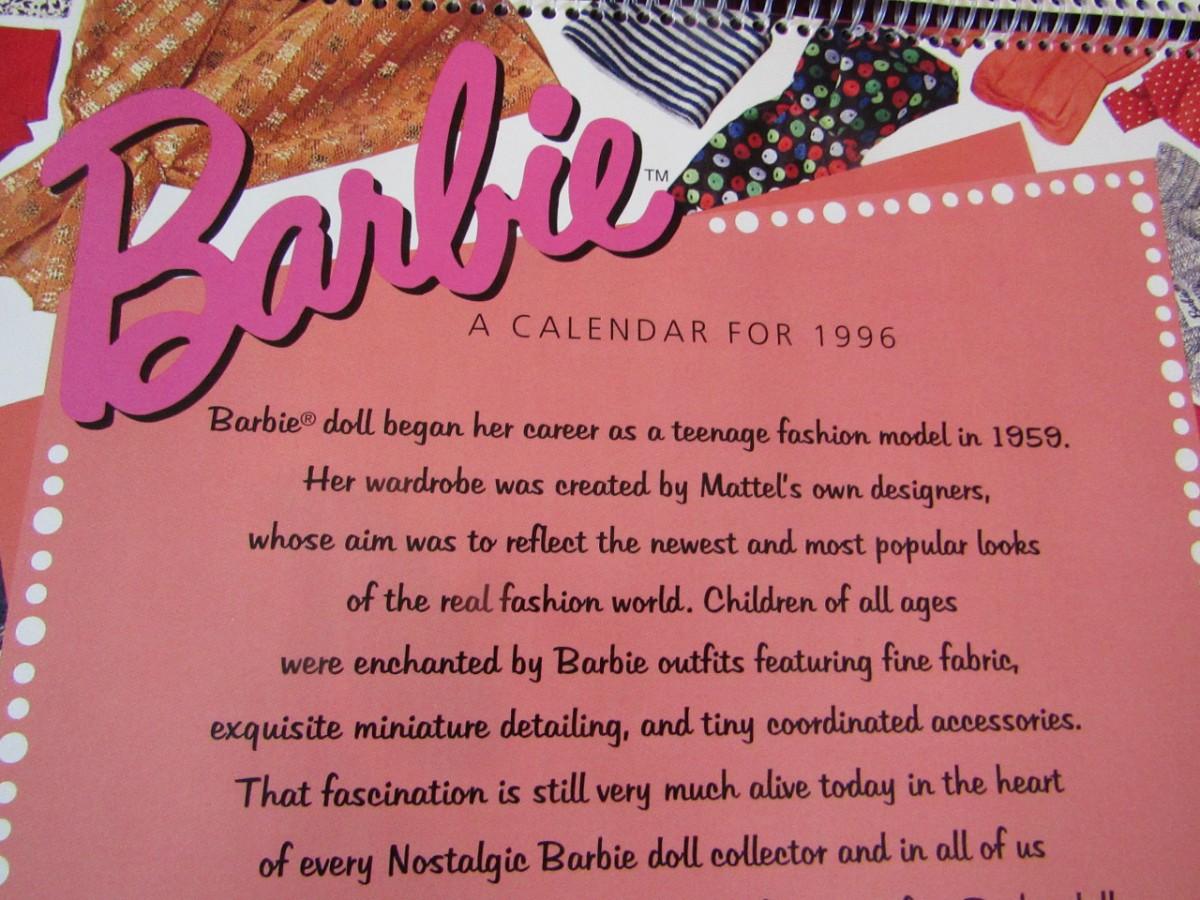 Barbie™
A CALENDAR FOR 1996
Barbie® doll began her career as a teenage fashion model in 1959.
Her wardrobe was created by Mattel's own designers,
whose aim was to reflect the newest and most popular looks
of the real fashion world. Children of all ages
were enchanted by Barbie outfits featuring fine fabric,
exquisite miniature detailing, and tiny coordinated accessories.
That fascination is still very much alive today in the heart
of every Nostalgic Barbie doll collector and in all of us